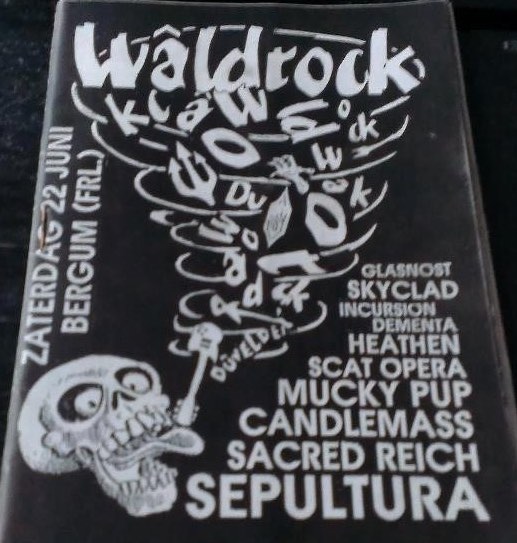 Wâldrock
ZATERDAG 22 JUNI
BERGUM (FRL.)
DÜVELDEK
GLASNOST
SKYCLAD
INCURSION
DEMENTA
HEATHEN
SCAT OPERA
MUCKY PUP
CANDLEMASS
SACRED REICH
SEPULTURA